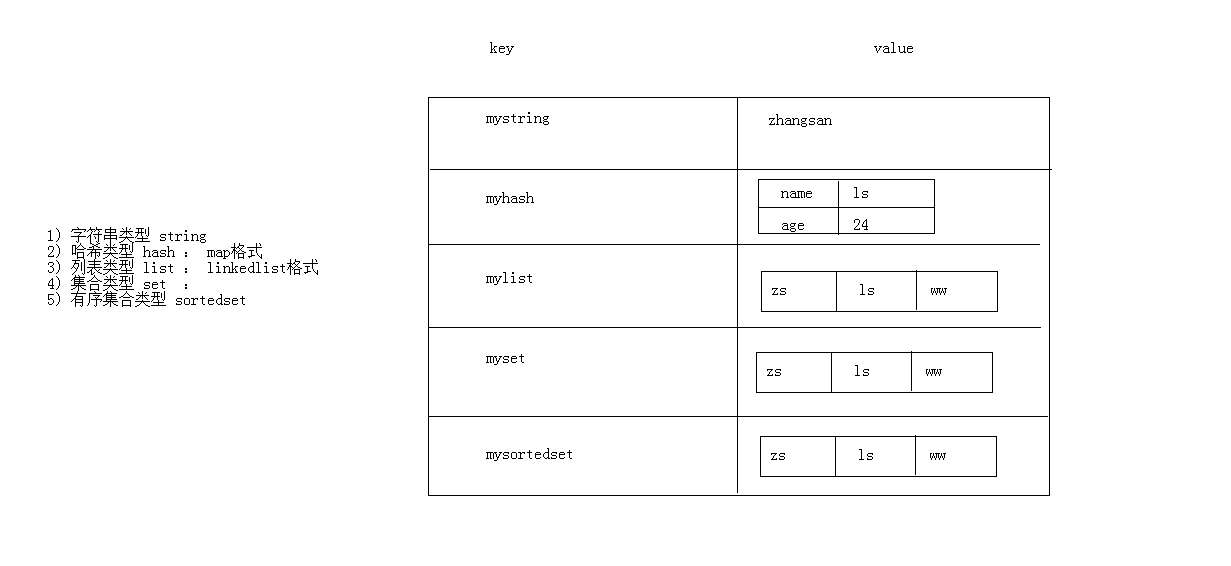 key value
mystring zhangsan
myhash name ls
age 24
1) 字符串类型 string
2) 哈希类型 hash ： map格式
3) 列表类型 list ： linkedlist格式
4) 集合类型 set ：
5) 有序集合类型 sortedset
mylist zs ls ww
myset zs ls ww
mysortedset zs ls ww